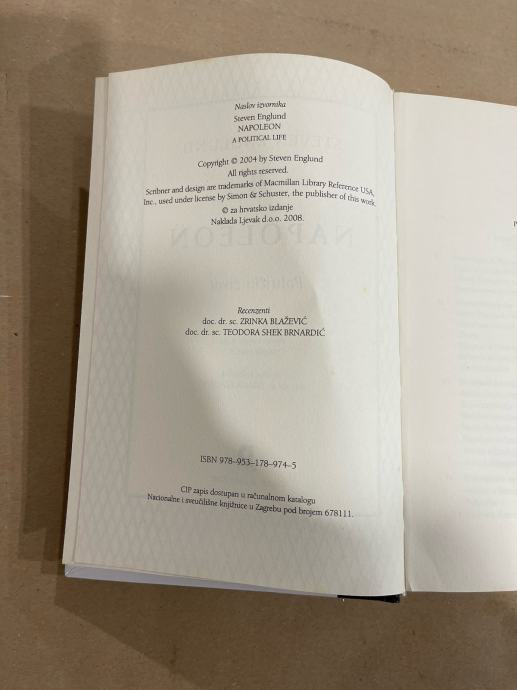 Naslov izvornika
Steven Englund
NAPOLEON
A POLITICAL LIFE
Copyright © 2004 by Steven Englund
All rights reserved.
Scribner and design are trademarks of Macmillan Library Reference USA,
Inc., used under license by Simon & Schuster, the publisher of this work.
© za hrvatsko izdanje
Naklada Ljevak d.o.o. 2008.
NAPOLEON
Recenzenti
doc. dr. sc. ZRINKA BLAŽEVIĆ
doc. dr. sc. TEODORA SHEK BRNARDIĆ
ISBN 978–953–178–974–5
CIP zapis dostupan u računalnom katalogu
Nacionalne i sveučilišne knjižnice u Zagrebu pod brojem 678111.